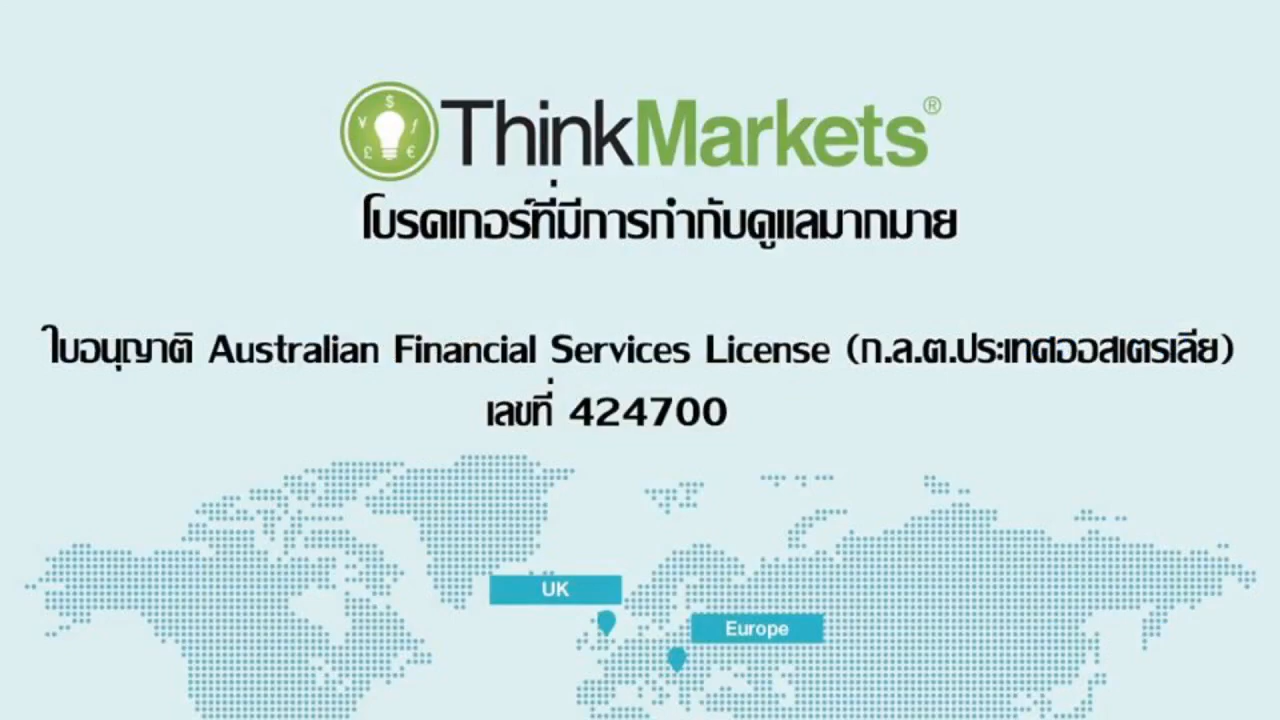 ThinkMarkets®
โบรคเกอร์ที่มีการกำกับดูแลมากมาย
ใบอนุญาติ Australian Financial Services License (ก.ล.ต.ประเทศออสเตรเลีย)
เลขที่ 424700
UK
Europe